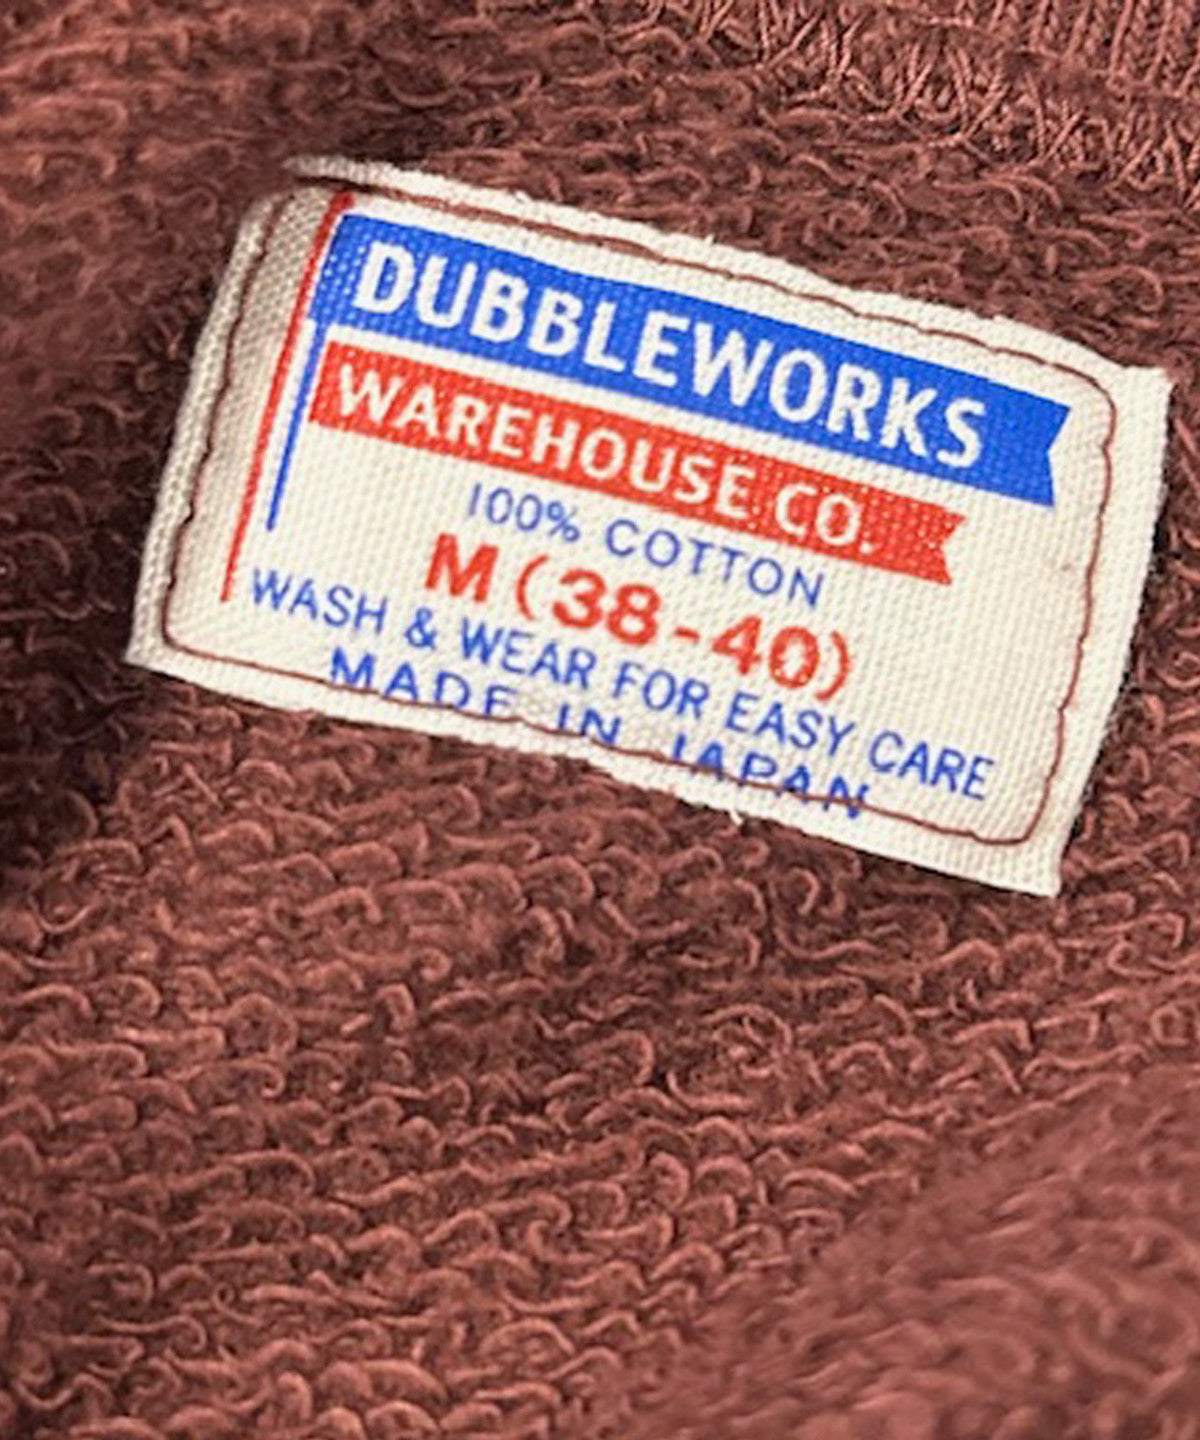 DUBBLEWORKS
WAREHOUSE CO.
100% COTTON
M (38-40)
WASH & WEAR FOR EASY CARE
MADE IN JAPAN